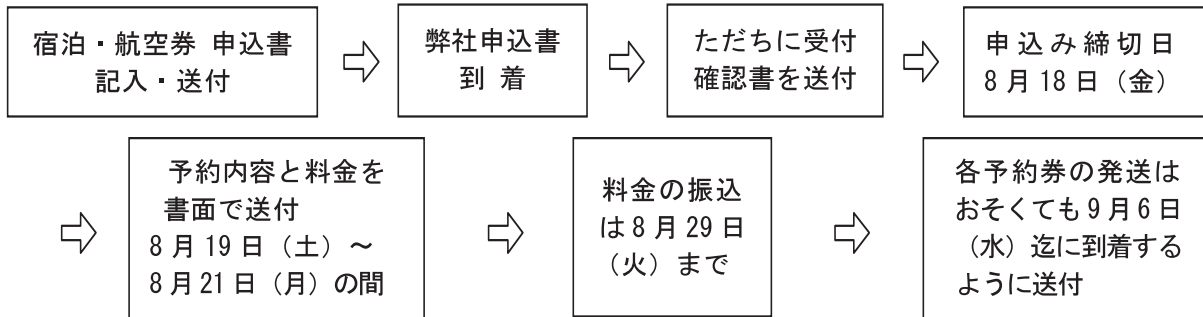 宿泊・航空券 申込書
記入・送付
弊社申込書
到 着
ただちに受付
確認書を送付
申込み締切日
8月18日（金）
予約内容と料金を
書面で送付
8月19日（土）～
8月21日（月）の間
料金の振込
は8月29日
（火）まで
各予約券の発送は
おそくても9月6日
（水）迄に到着する
ように送付